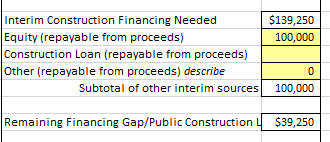 Interim Construction Financing Needed $139,250
Equity (repayable from proceeds) 100,000
Construction Loan (repayable from proceeds)
Other (repayable from proceeds) describe 0
Subtotal of other interim sources 100,000
Remaining Financing Gap/Public Construction L $39,250